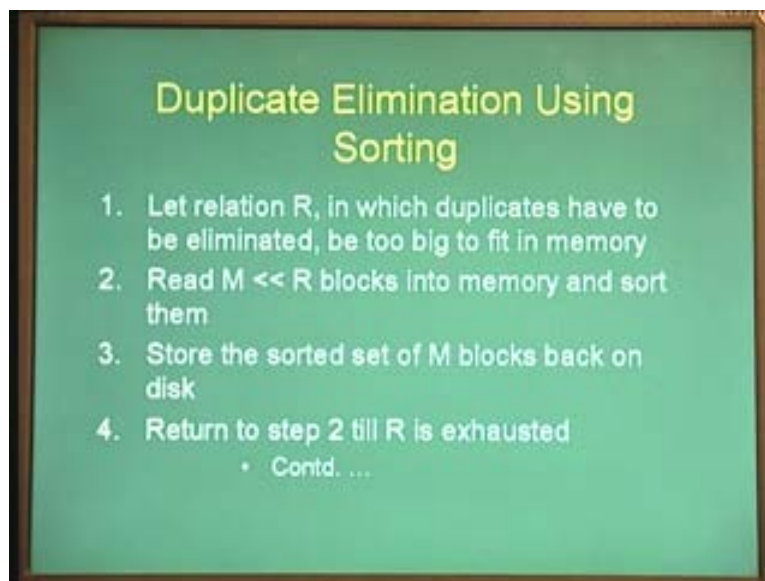 Duplicate Elimination Using
Sorting
1. Let relation R, in which duplicates have to
be eliminated, be too big to fit in memory
2. Read M << R blocks into memory and sort
them
3. Store the sorted set of M blocks back on
disk
4. Return to step 2 till R is exhausted
• Contd. ...